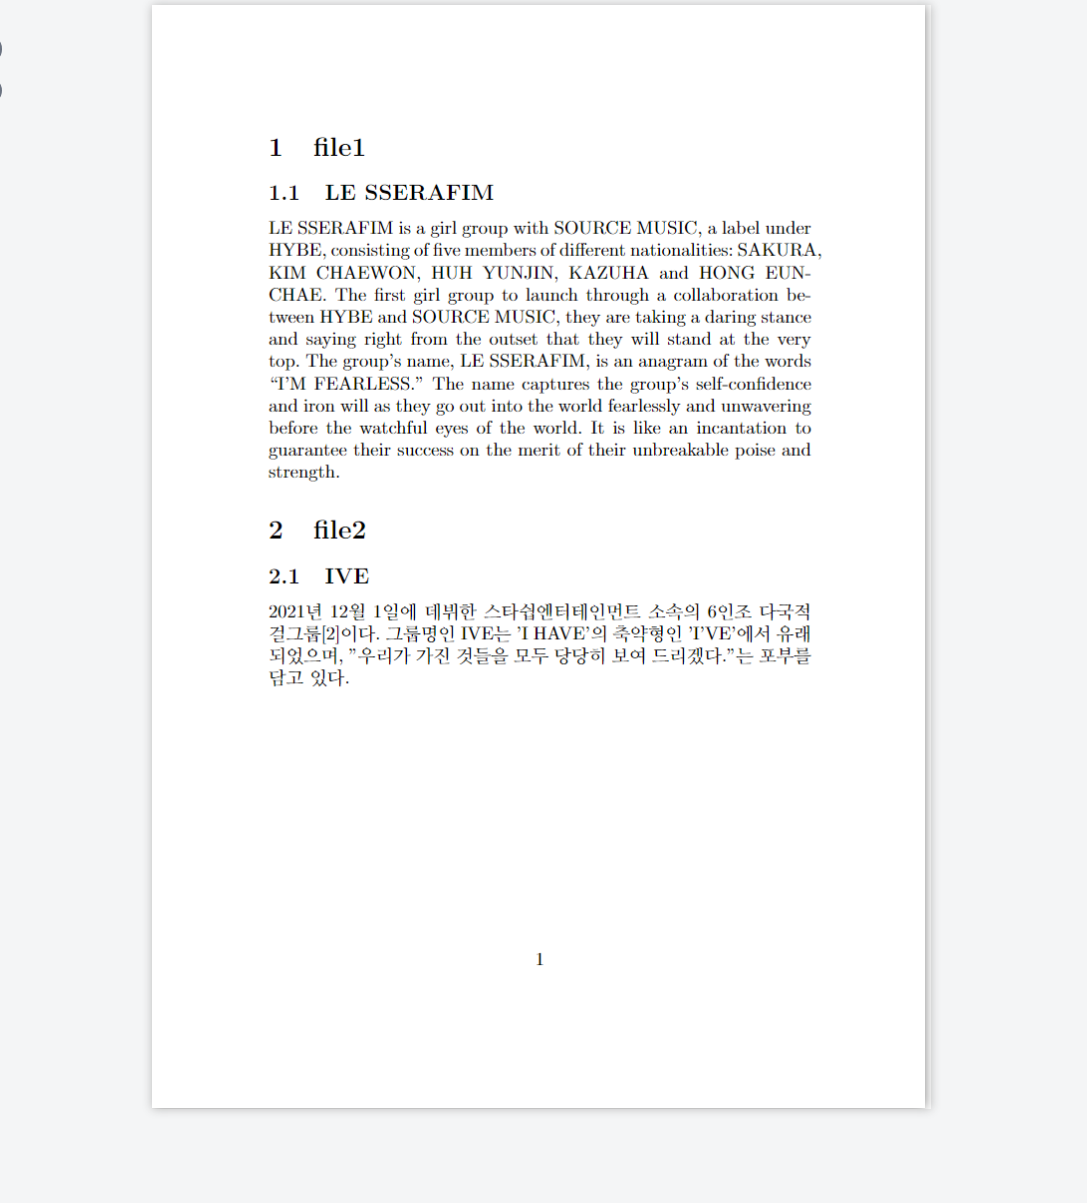 1 file1
1.1 LE SSERAFIM
LE SSERAFIM is a girl group with SOURCE MUSIC, a label under
HYBE, consisting of five members of different nationalities: SAKURA,
KIM CHAEWON, HUH YUNJIN, KAZUHA and HONG EUN-
CHAE. The first girl group to launch through a collaboration be-
tween HYBE and SOURCE MUSIC, they are taking a daring stance
and saying right from the outset that they will stand at the very
top. The group's name, LE SSERAFIM, is an anagram of the words
“I'M FEARLESS.” The name captures the group's self-confidence
and iron will as they go out into the world fearlessly and unwavering
before the watchful eyes of the world. It is like an incantation to
guarantee their success on the merit of their unbreakable poise and
strength.
2 file2
2.1 IVE
2021년 12월 1일에 데뷔한 스타쉽엔터테인먼트 소속의 6인조 다국적
걸그룹[2]이다. 그룹명인 IVE는 ’I HAVE’의 축약형인 ’I’VE’에서 유래
되었으며, ”우리가 가진 것들을 모두 당당히 보여 드리겠다.”는 포부를
담고 있다.
1